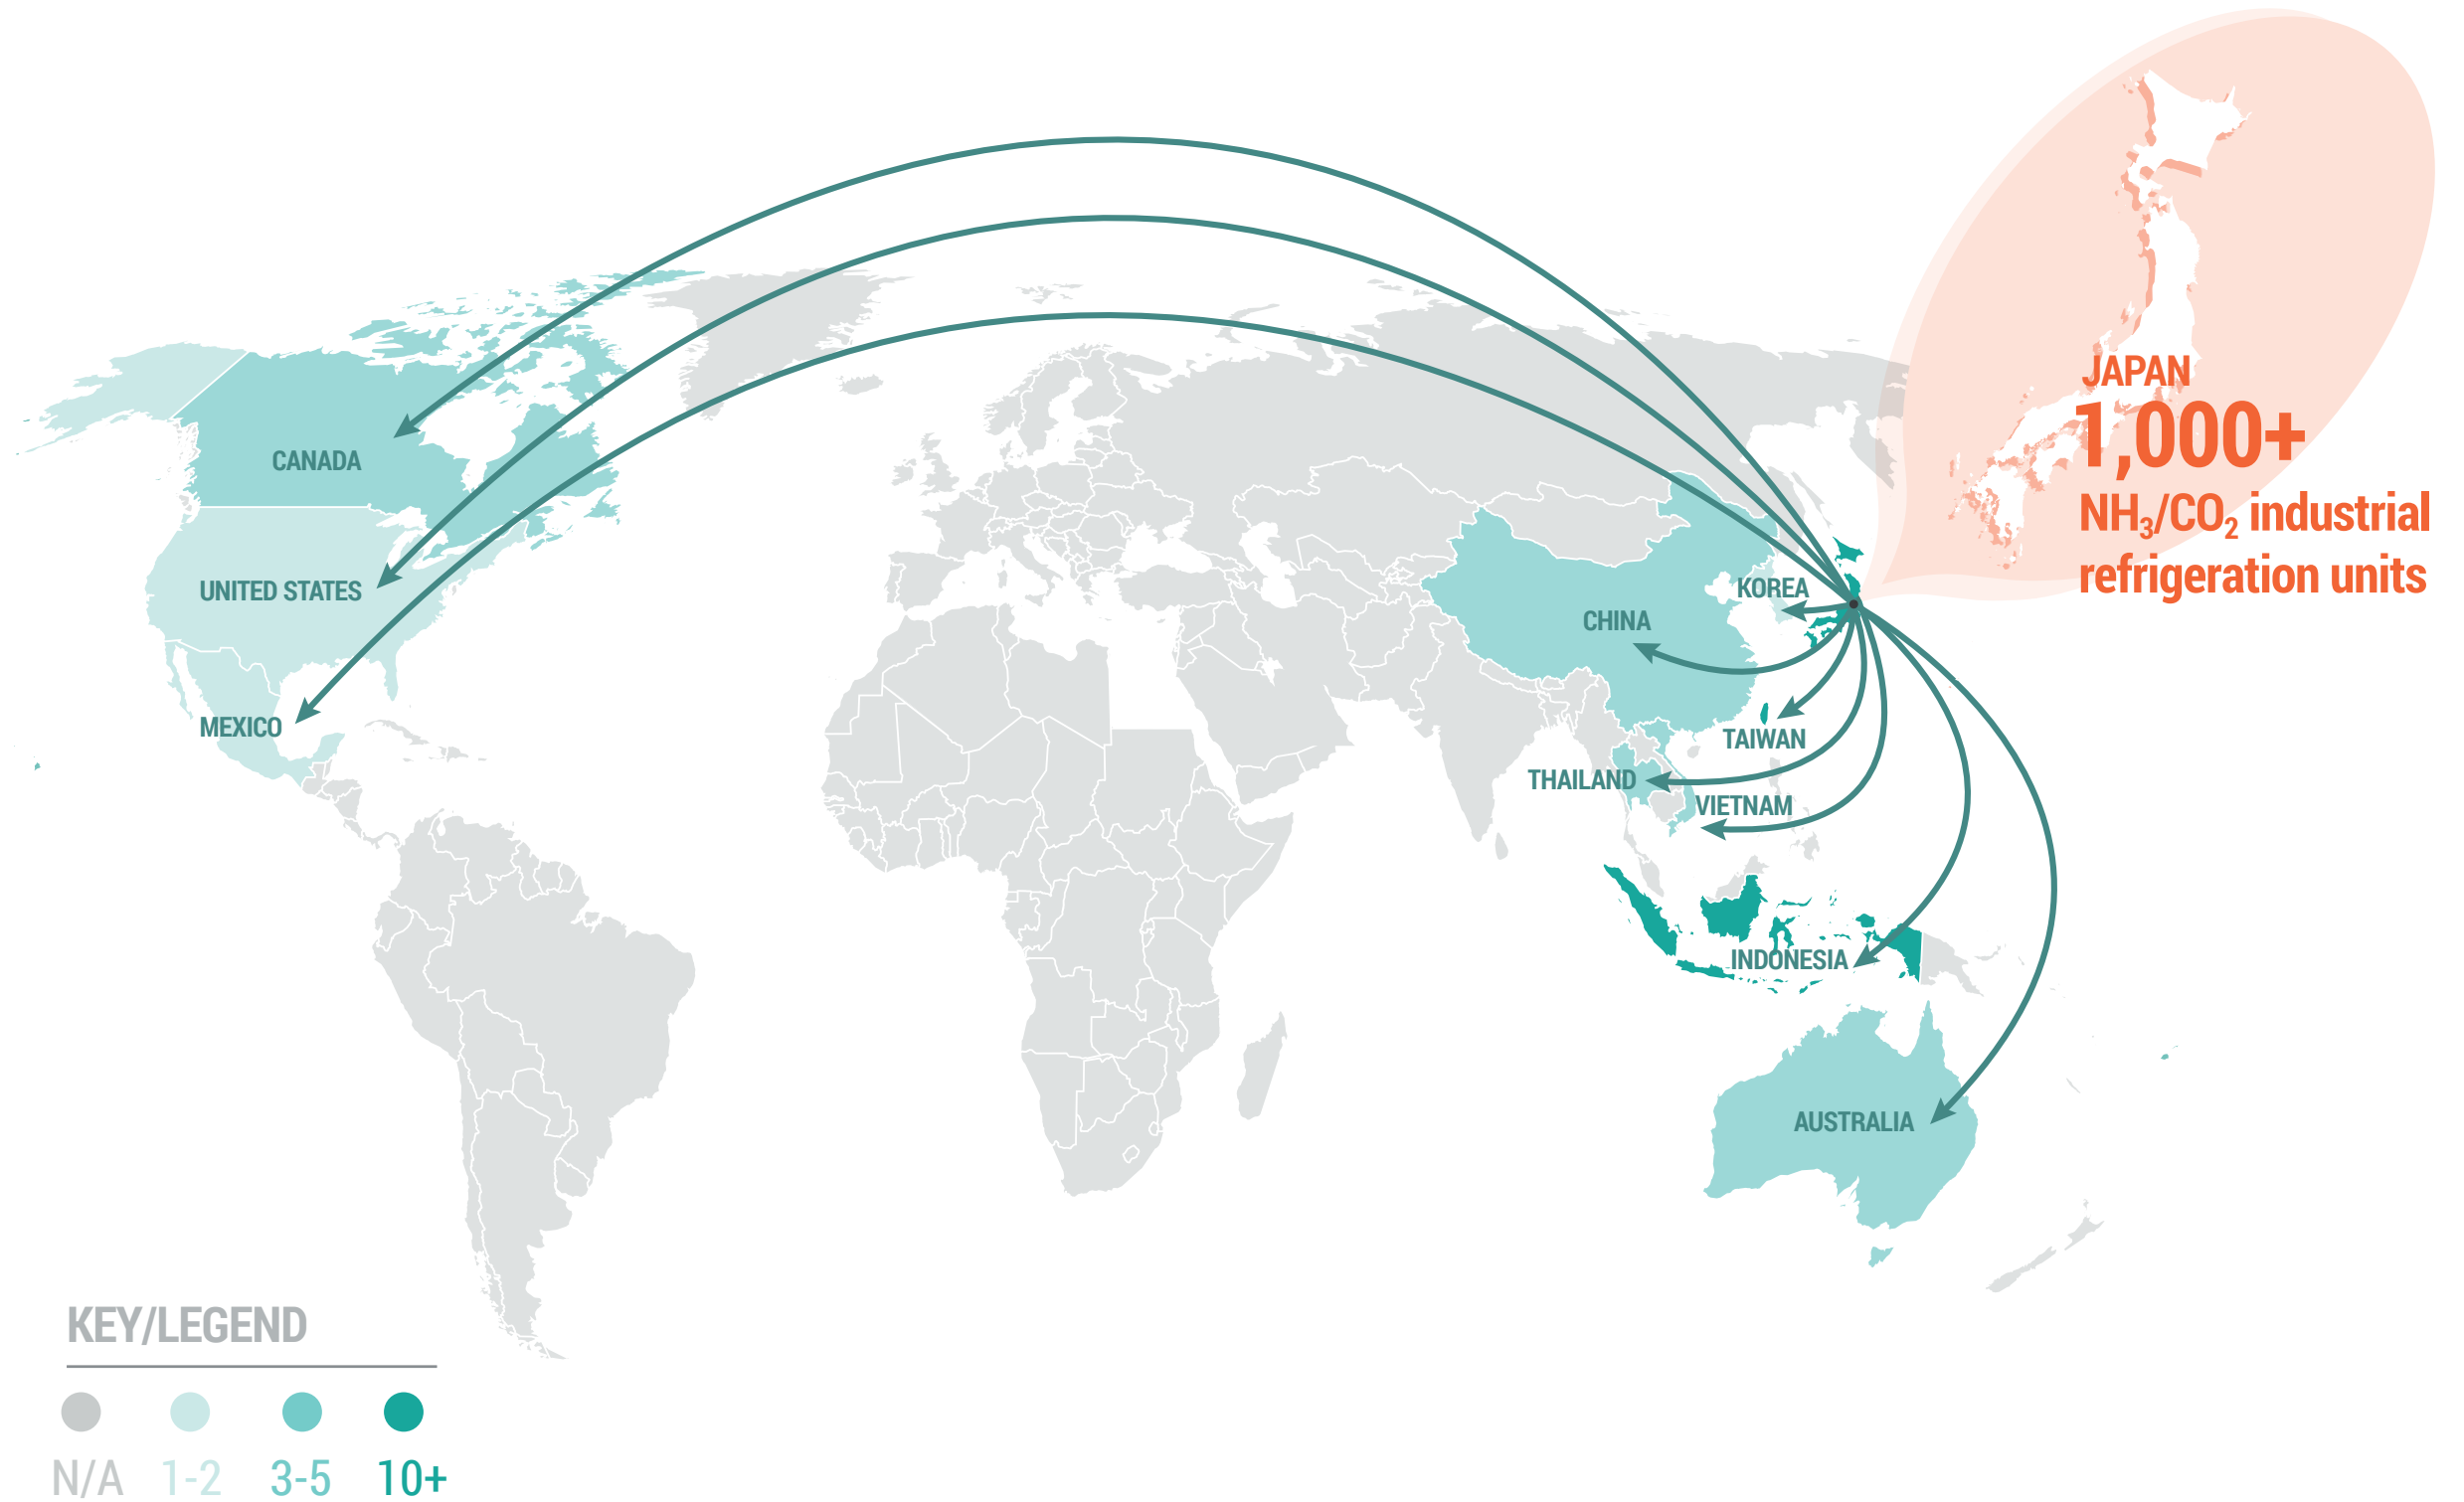 JAPAN
1,000+
NH₃/CO₂ industrial
refrigeration units
CANADA
UNITED STATES
MEXICO
KOREA
CHINA
TAIWAN
THAILAND
VIETNAM
INDONESIA
AUSTRALIA
KEY/LEGEND
N/A 1-2 3-5 10+